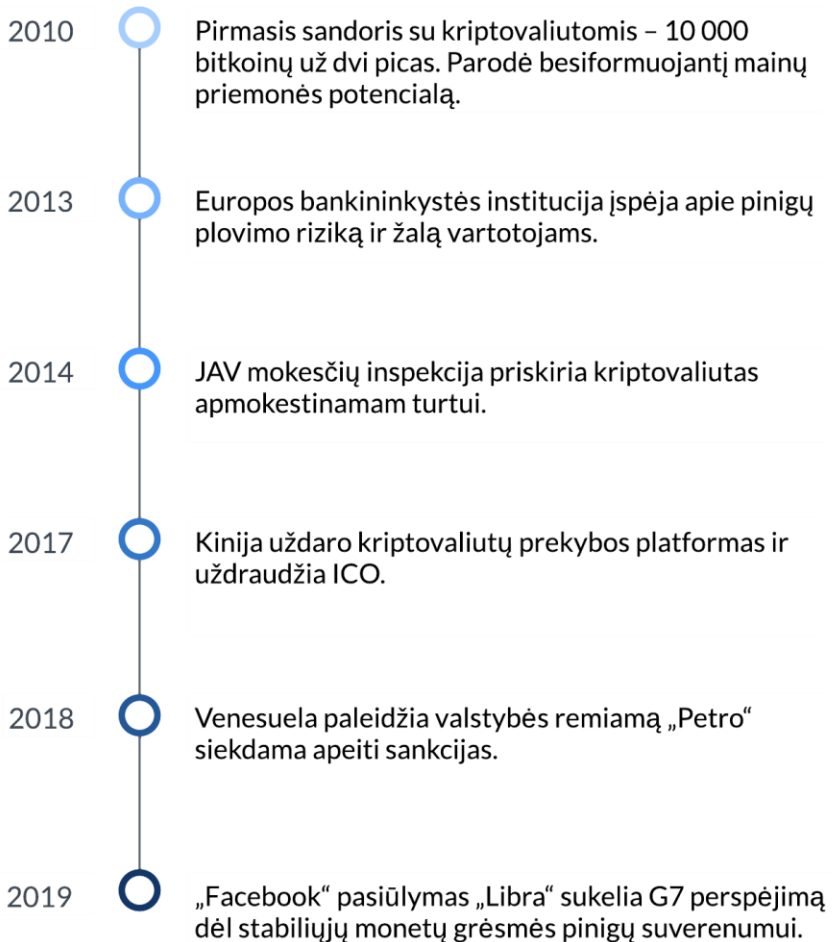 2010
Pirmasis sandoris su kriptovaliutomis – 10 000
bitkoinų už dvi picas. Parodė besiformuojantį mainų
priemonės potencialą.
2013
Europos bankininkystės institucija įspėja apie pinigų
plovimo riziką ir žalą vartotojams.
2014
JAV mokesčių inspekcija priskiria kriptovaliutas
apmokestinamam turtui.
2017
Kinija uždaro kriptovaliutų prekybos platformas ir
uždraudžia ICO.
2018
Venesuela paleidžia valstybės remiamą „Petro“
siekdama apeiti sankcijas.
2019
„Facebook“ pasiūlymas „Libra“ sukelia G7 perspėjimą
dėl stabiliųjų monetų grėsmės pinigų suverenumui.